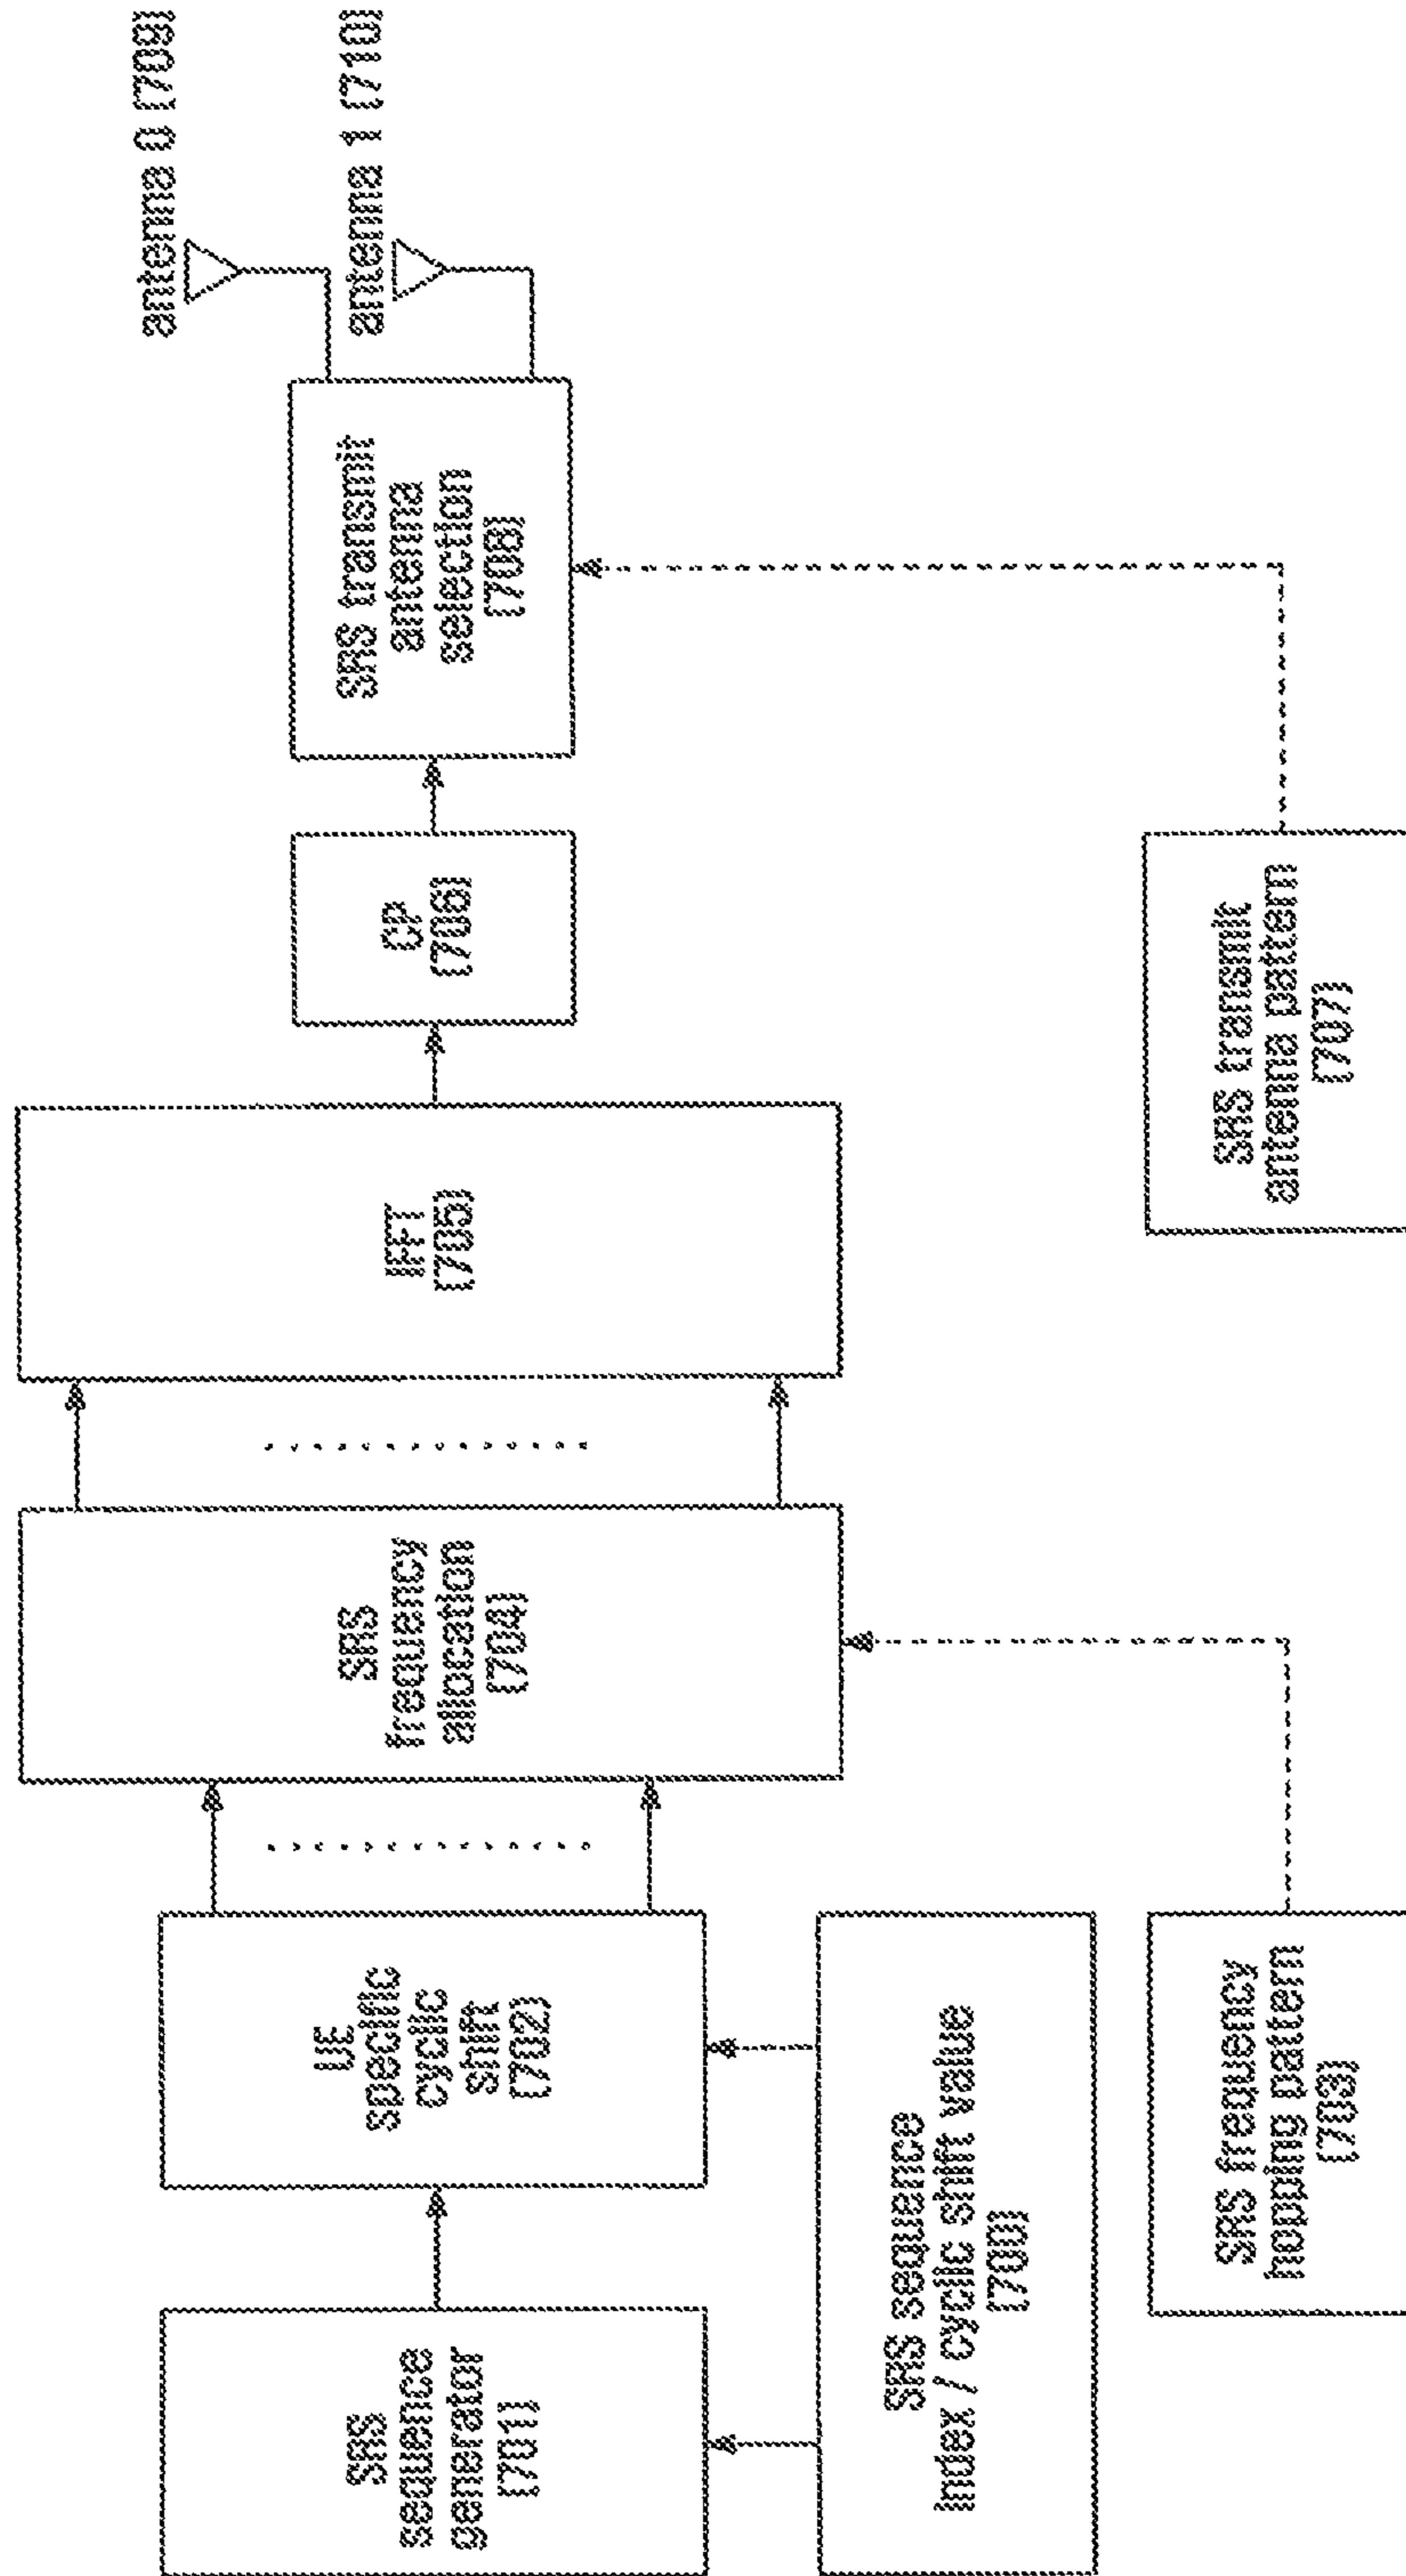 SRS
sequence
generator
(701)
UE
specific
cyclic
shift
(702)
SRS
frequency
allocation
(704)
IFFT
(705)
CP
(706)
SRS transmit
antenna
selection
(708)
antenna 0 (709)
antenna 1 (710)
SRS sequence
index / cyclic shift value
(700)
SRS frequency
hopping pattern
(703)
SRS transmit
antenna pattern
(707)